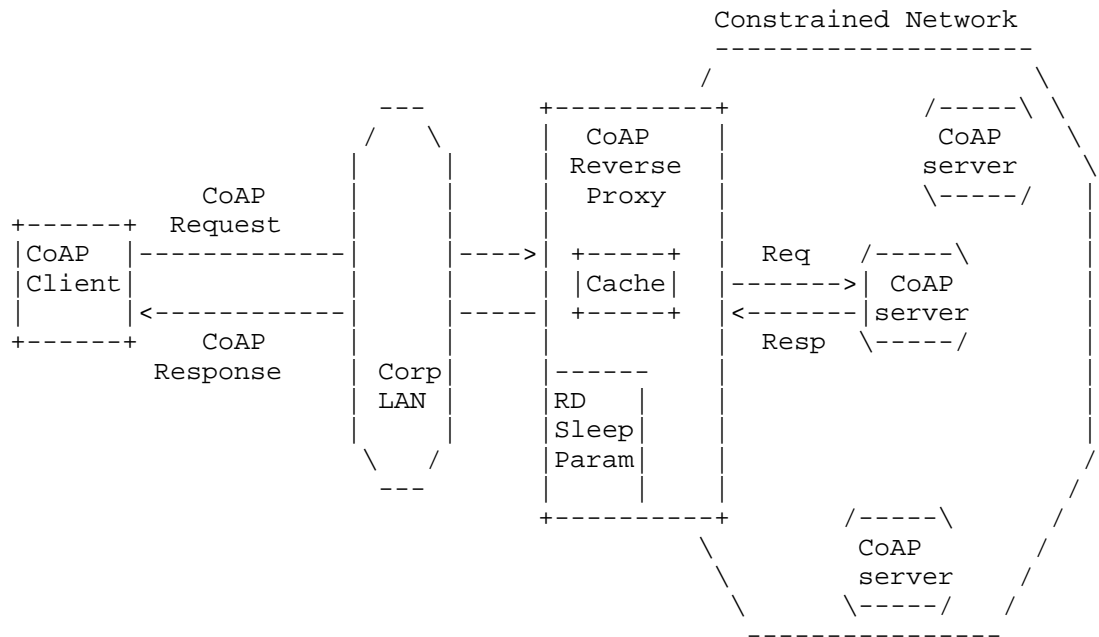 Constrained Network
CoAP
Reverse
Proxy
CoAP
server
CoAP
Request
CoAP
Client
Cache
Req
CoAP
server
CoAP
Response
Resp
Corp
LAN
RD
Sleep
Param
CoAP
server